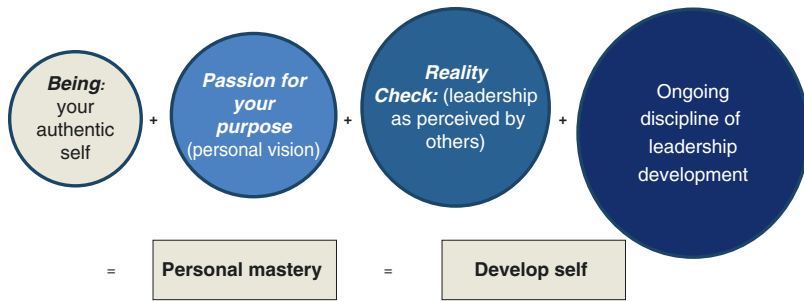 Being:
your
authentic
self
+
Passion for
your
purpose
(personal vision)
+
Reality
Check: (leadership
as perceived by
others)
+
Ongoing
discipline of
leadership
development
=
Personal mastery
=
Develop self